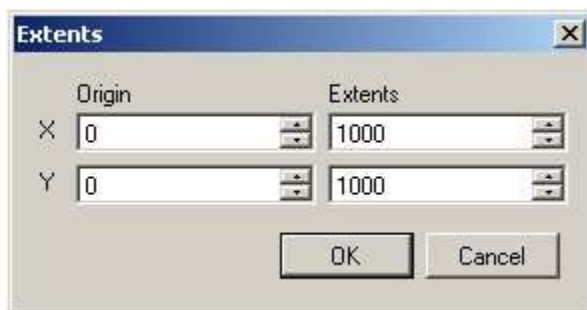 Extents
Origin Extents
X 0 1000
Y 0 1000
OK Cancel